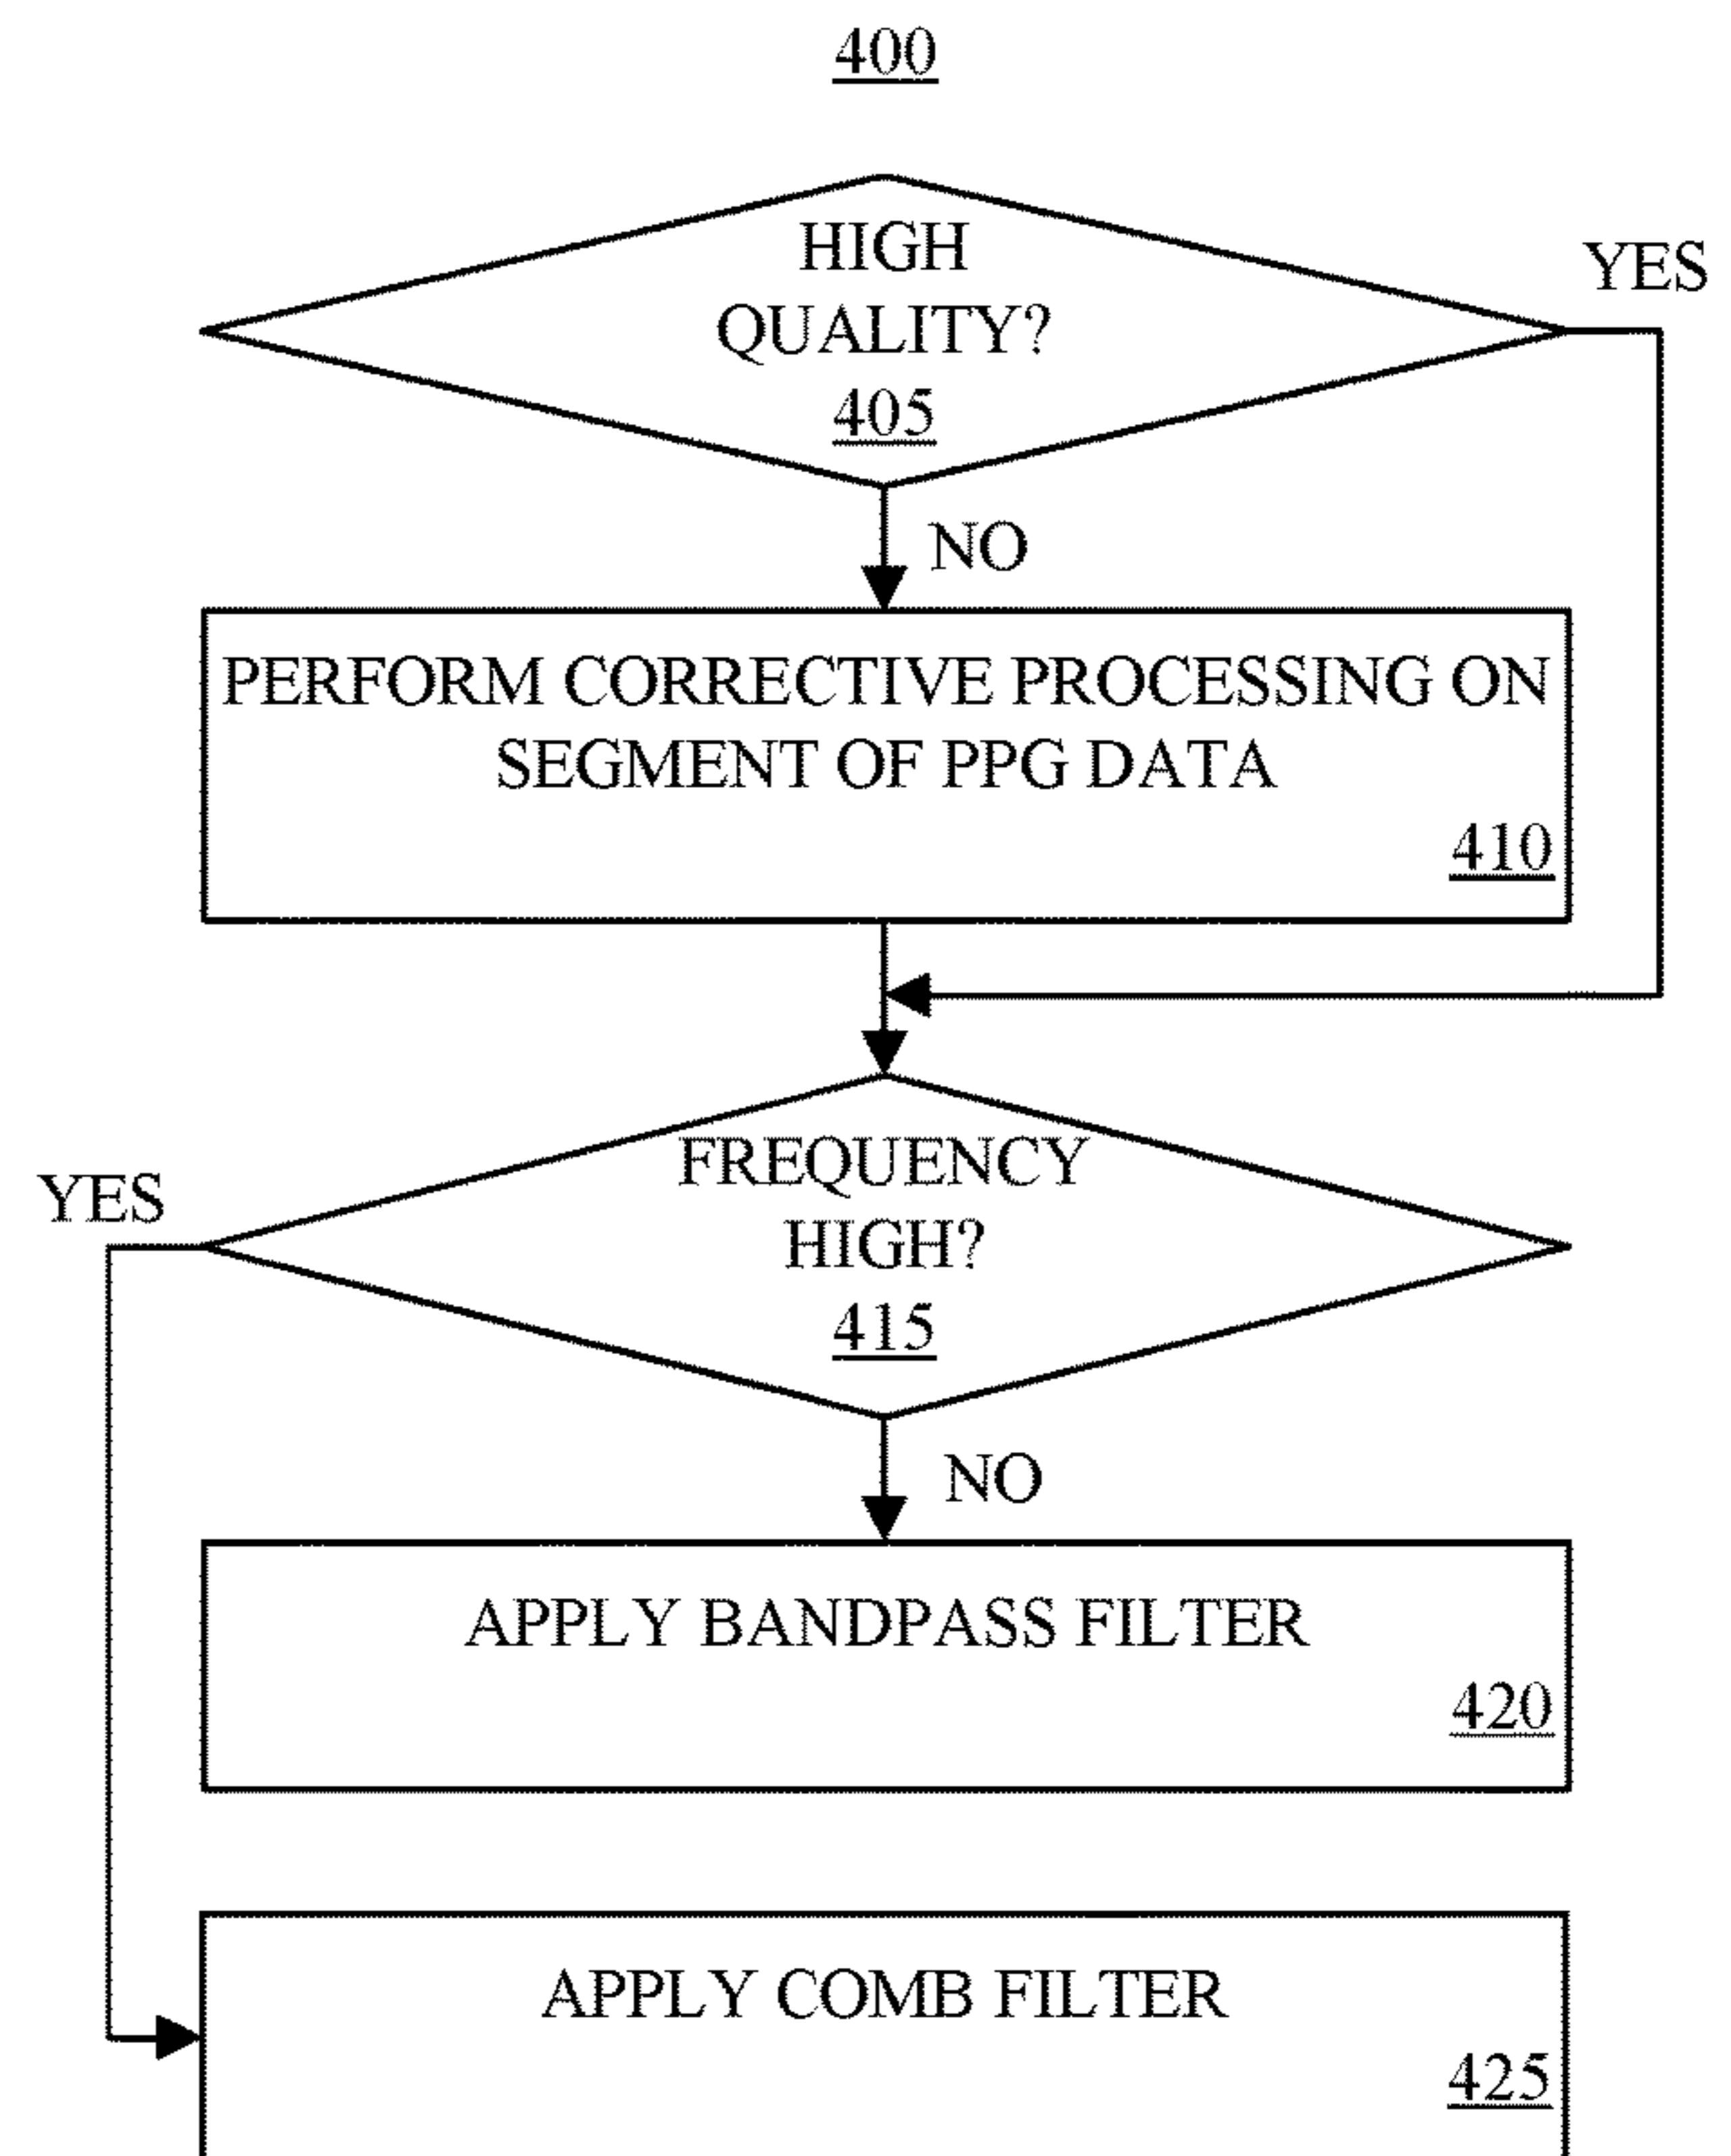 400
HIGH
QUALITY?
405
YES
NO
PERFORM CORRECTIVE PROCESSING ON
SEGMENT OF PPG DATA
410
FREQUENCY
HIGH?
415
YES
NO
APPLY BANDPASS FILTER
420
APPLY COMB FILTER
425